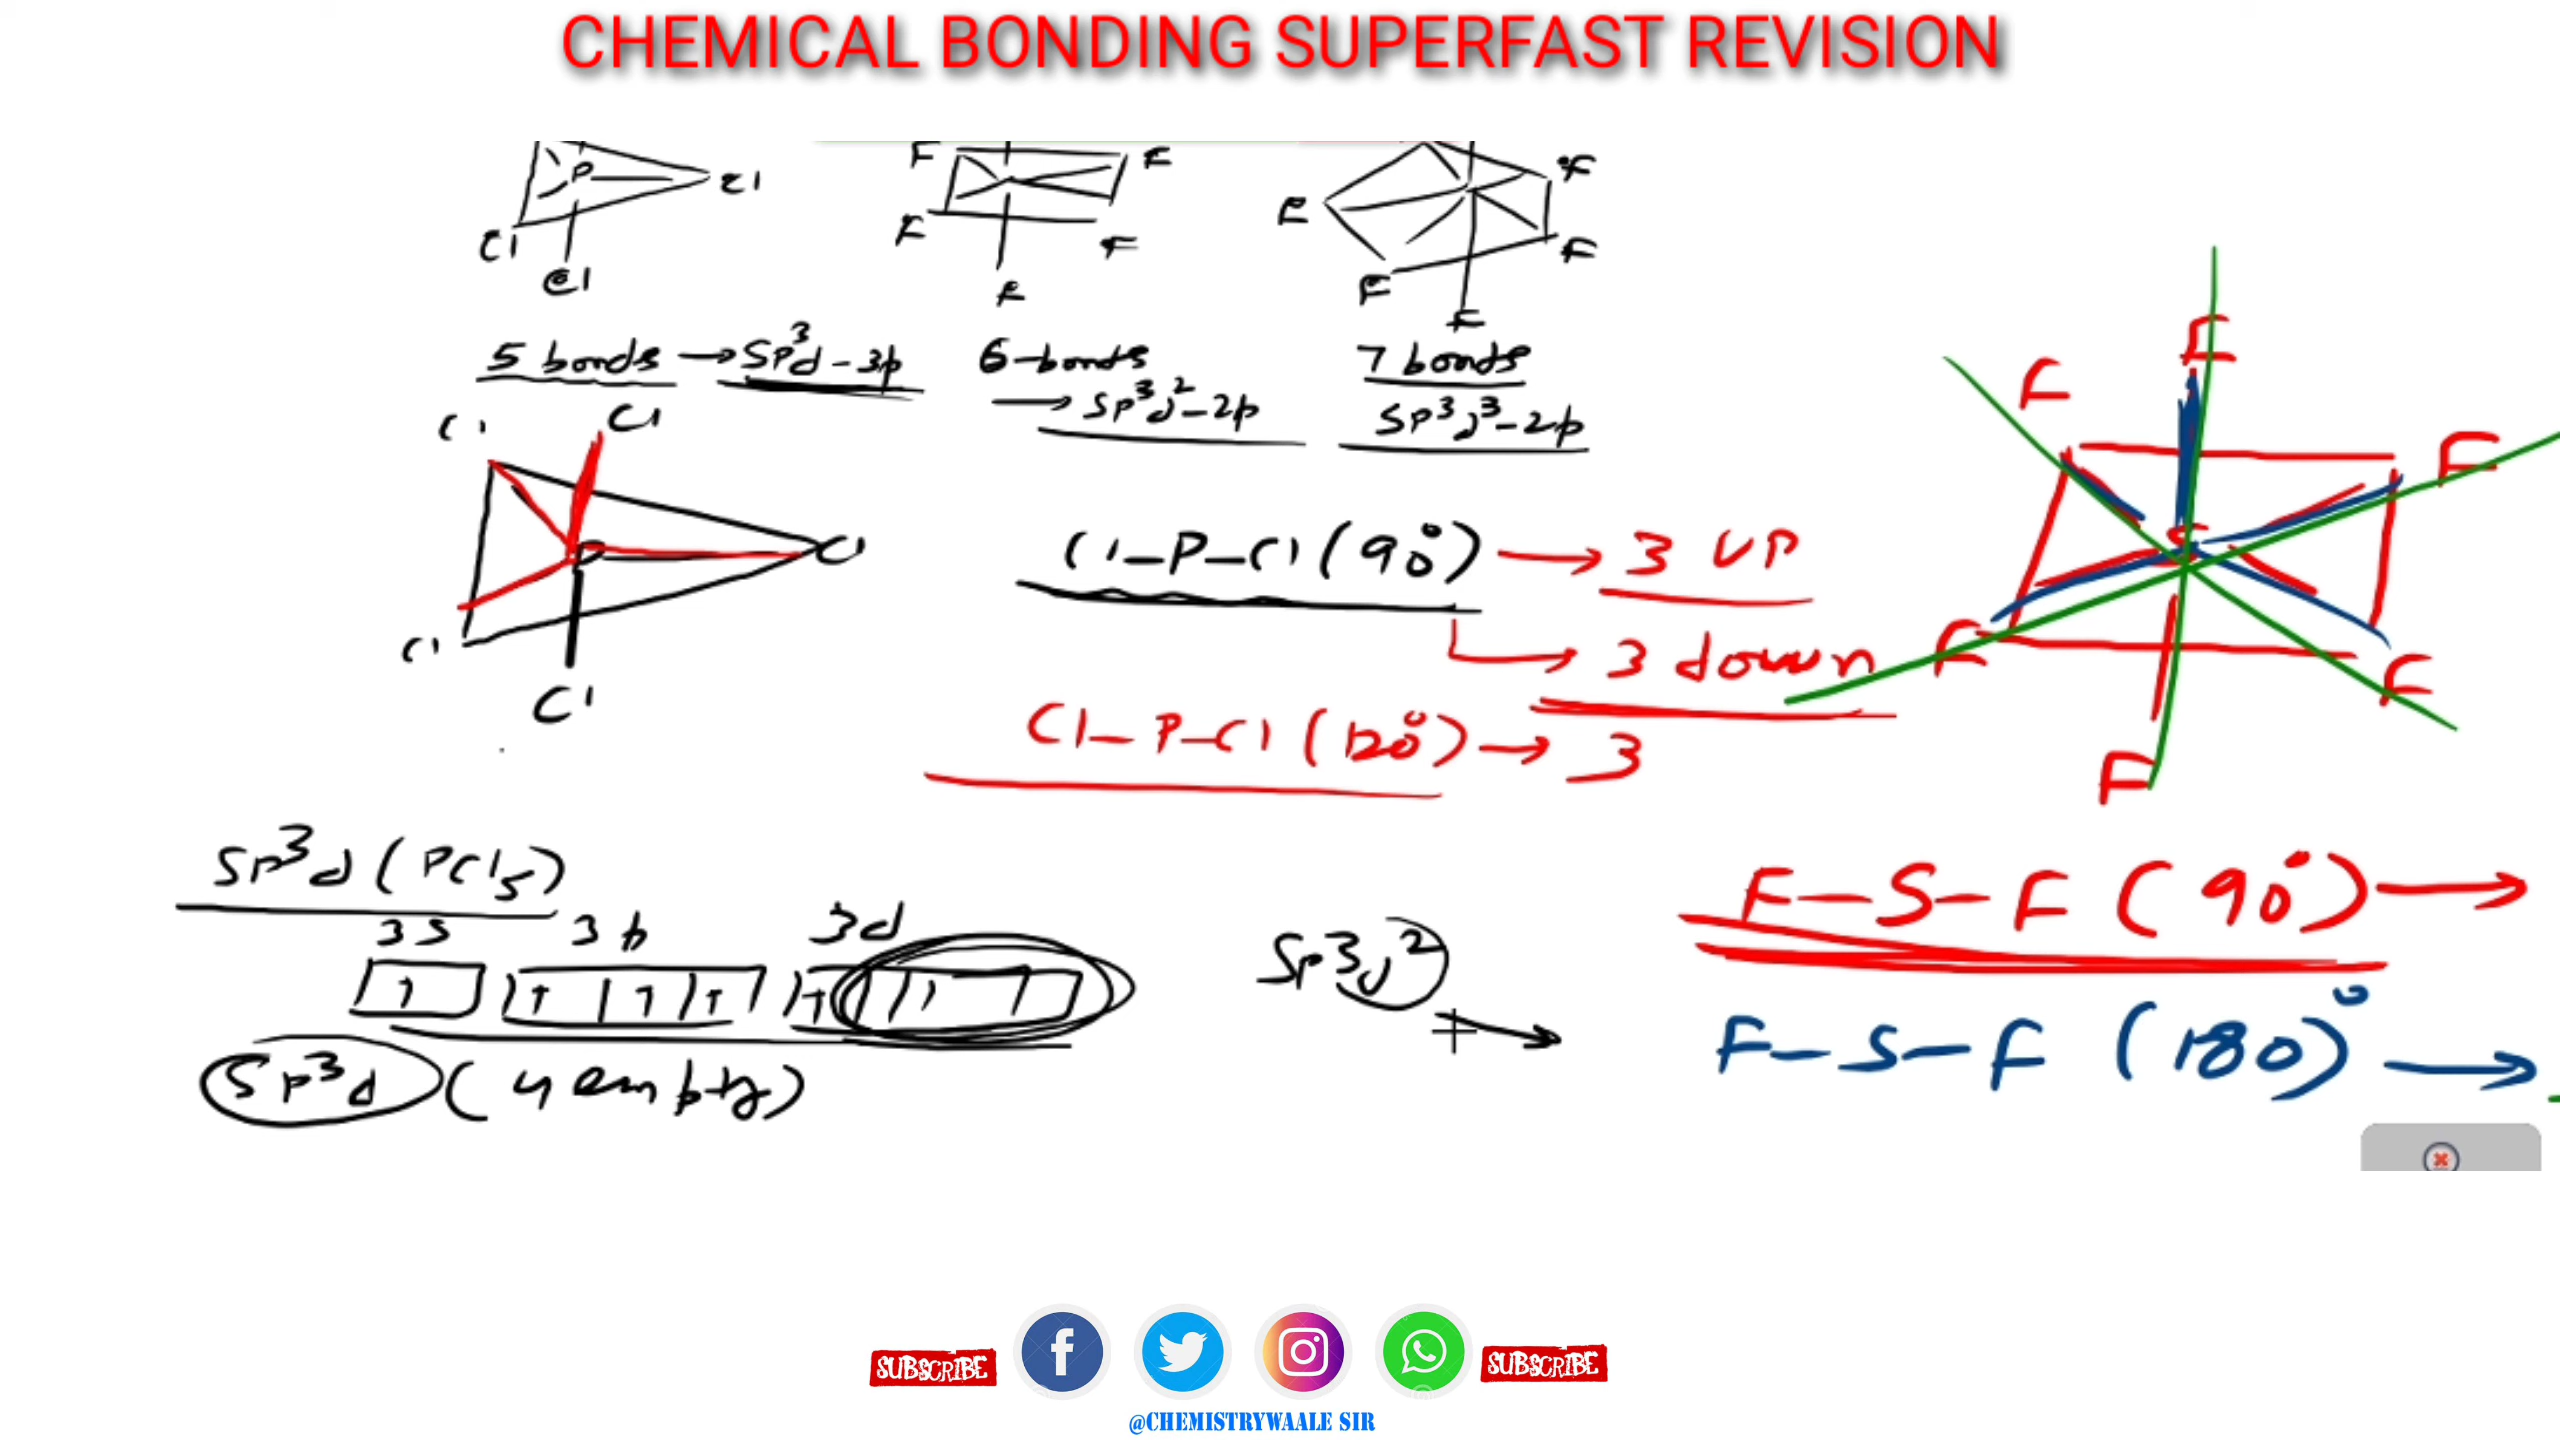 CHEMICAL BONDING SUPERFAST REVISION
P Cl
Cl
Cl
F F
F F
F
F F
F F
F
5 bonds → sp³d - 3p
6-bonds
→ sp³d² - 2p
7 bonds
sp³d³ - 2p
Cl Cl
P Cl
Cl
Cl
Cl-P-Cl (90°) → 3 UP
→ 3 down
Cl-P-Cl (120°) → 3
F F
F
S
F F
F
sp³d (PCl5)
3s 3p 3d
sp³d (4 empty)
sp³d²
F-S-F (90°) →
F-S-F (180°) →
SUBSCRIBE f SUBSCRIBE
@CHEMISTRYWAALE SIR